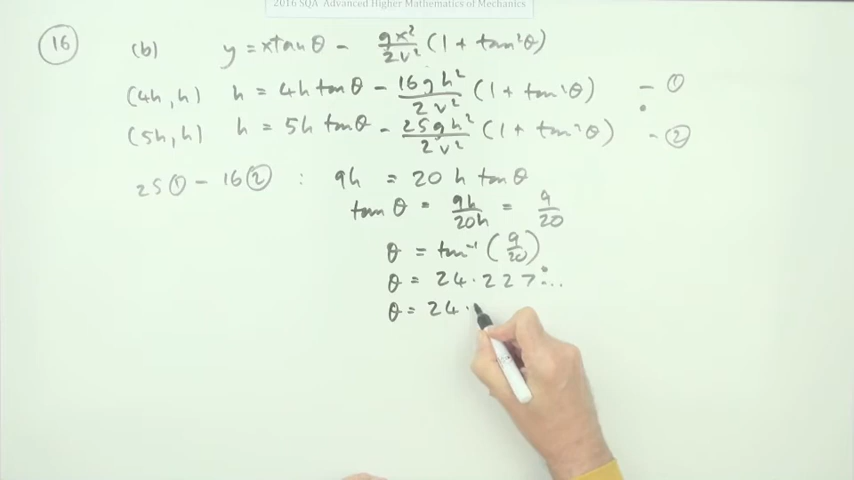 2016 SQA Advanced Higher Mathematics of Mechanics
16 (b) y = x tan θ - gx²/2v² (1 + tan²θ)
(4h, h) h = 4h tan θ - 16gh²/2v² (1 + tan²θ) - ①
(5h, h) h = 5h tan θ - 25gh²/2v² (1 + tan²θ) - ②
25① - 16② : 9h = 20 h tan θ
tan θ = 9h/20h = 9/20
θ = tan⁻¹ (9/20)
θ = 24.227°...
θ = 24.